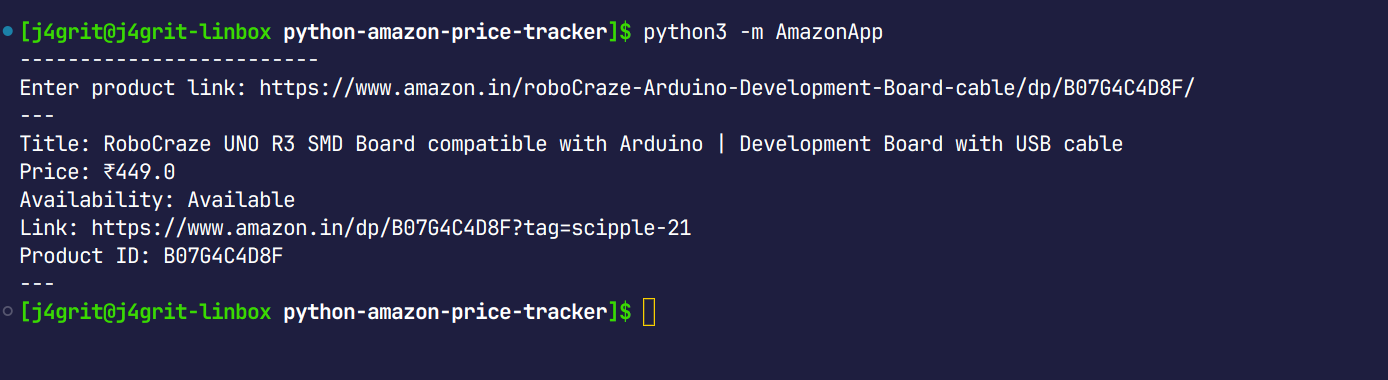 [j4grit@j4grit-linbox python-amazon-price-tracker]$ python3 -m AmazonApp
-------------------------
Enter product link: https://www.amazon.in/roboCraze-Arduino-Development-Board-cable/dp/B07G4C4D8F/
---
Title: RoboCraze UNO R3 SMD Board compatible with Arduino | Development Board with USB cable
Price: ₹449.0
Availability: Available
Link: https://www.amazon.in/dp/B07G4C4D8F?tag=scipple-21
Product ID: B07G4C4D8F
---
[j4grit@j4grit-linbox python-amazon-price-tracker]$